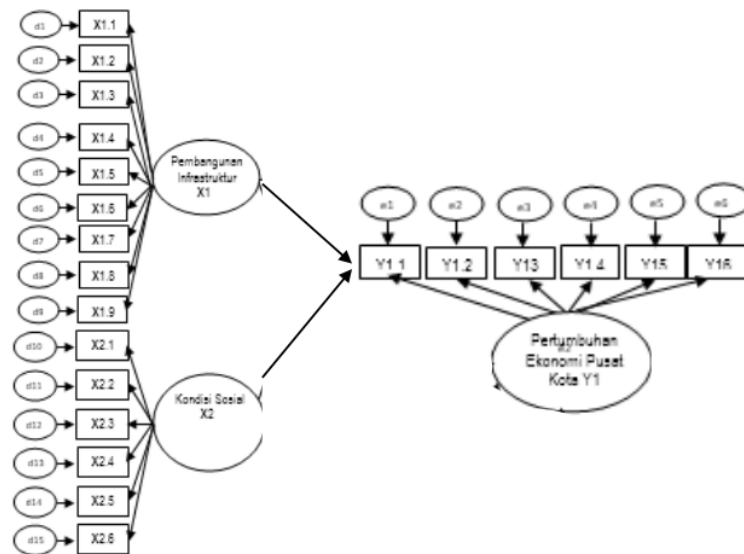 d1
X1.1
d2
X1.2
d3
X1.3
d4
X1.4
d5
X1.5
d6
X1.6
d7
X1.7
d8
X1.8
d9
X1.9
Pembangunan
Infrastruktur
X1
d10
X2.1
d11
X2.2
d12
X2.3
d13
X2.4
d14
X2.5
d15
X2.6
Kondisi Sosial
X2
e1
e2
e3
e4
e5
e6
Y1.1
Y1.2
Y13
Y1.4
Y15
Y16
Pertumbuhan
Ekonomi Pusat
Kota Y1